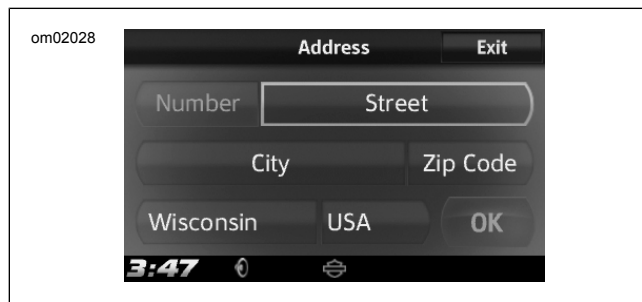 om02028
Address Exit
Number Street
City Zip Code
Wisconsin USA OK
3:47